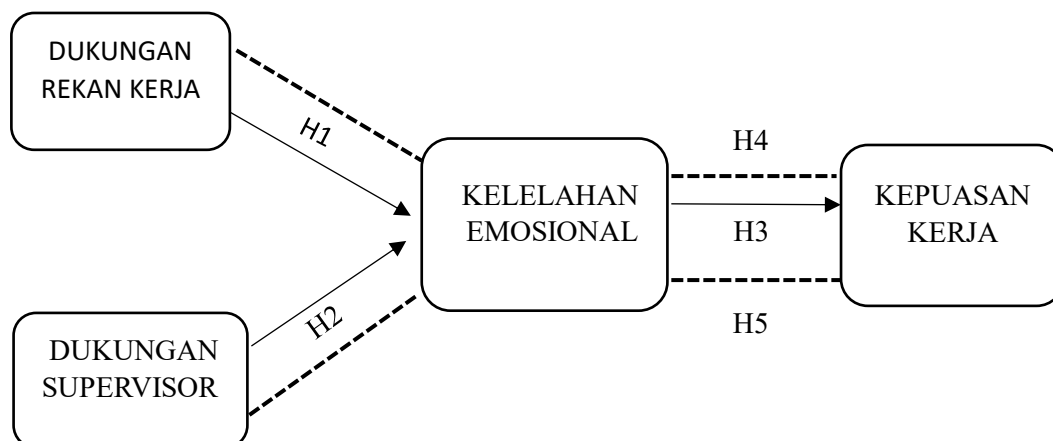 DUKUNGAN
REKAN KERJA
H1
KELELAHAN
EMOSIONAL
H4
H3
H5
KEPUASAN
KERJA
H2
DUKUNGAN
SUPERVISOR